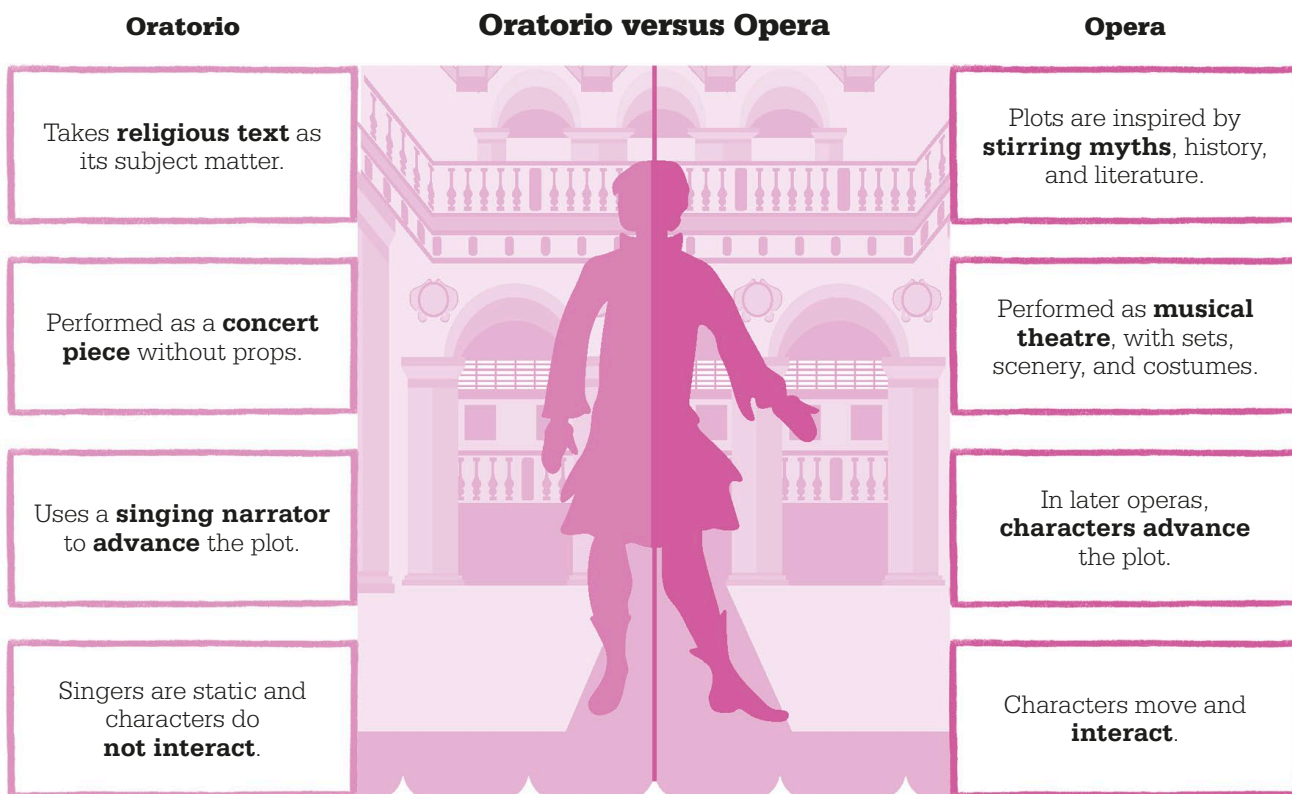 Oratorio versus Opera
Oratorio
Takes religious text as
its subject matter.
Performed as a concert
piece without props.
Uses a singing narrator
to advance the plot.
Singers are static and
characters do
not interact.
Opera
Plots are inspired by
stirring myths, history,
and literature.
Performed as musical
theatre, with sets,
scenery, and costumes.
In later operas,
characters advance
the plot.
Characters move and
interact.